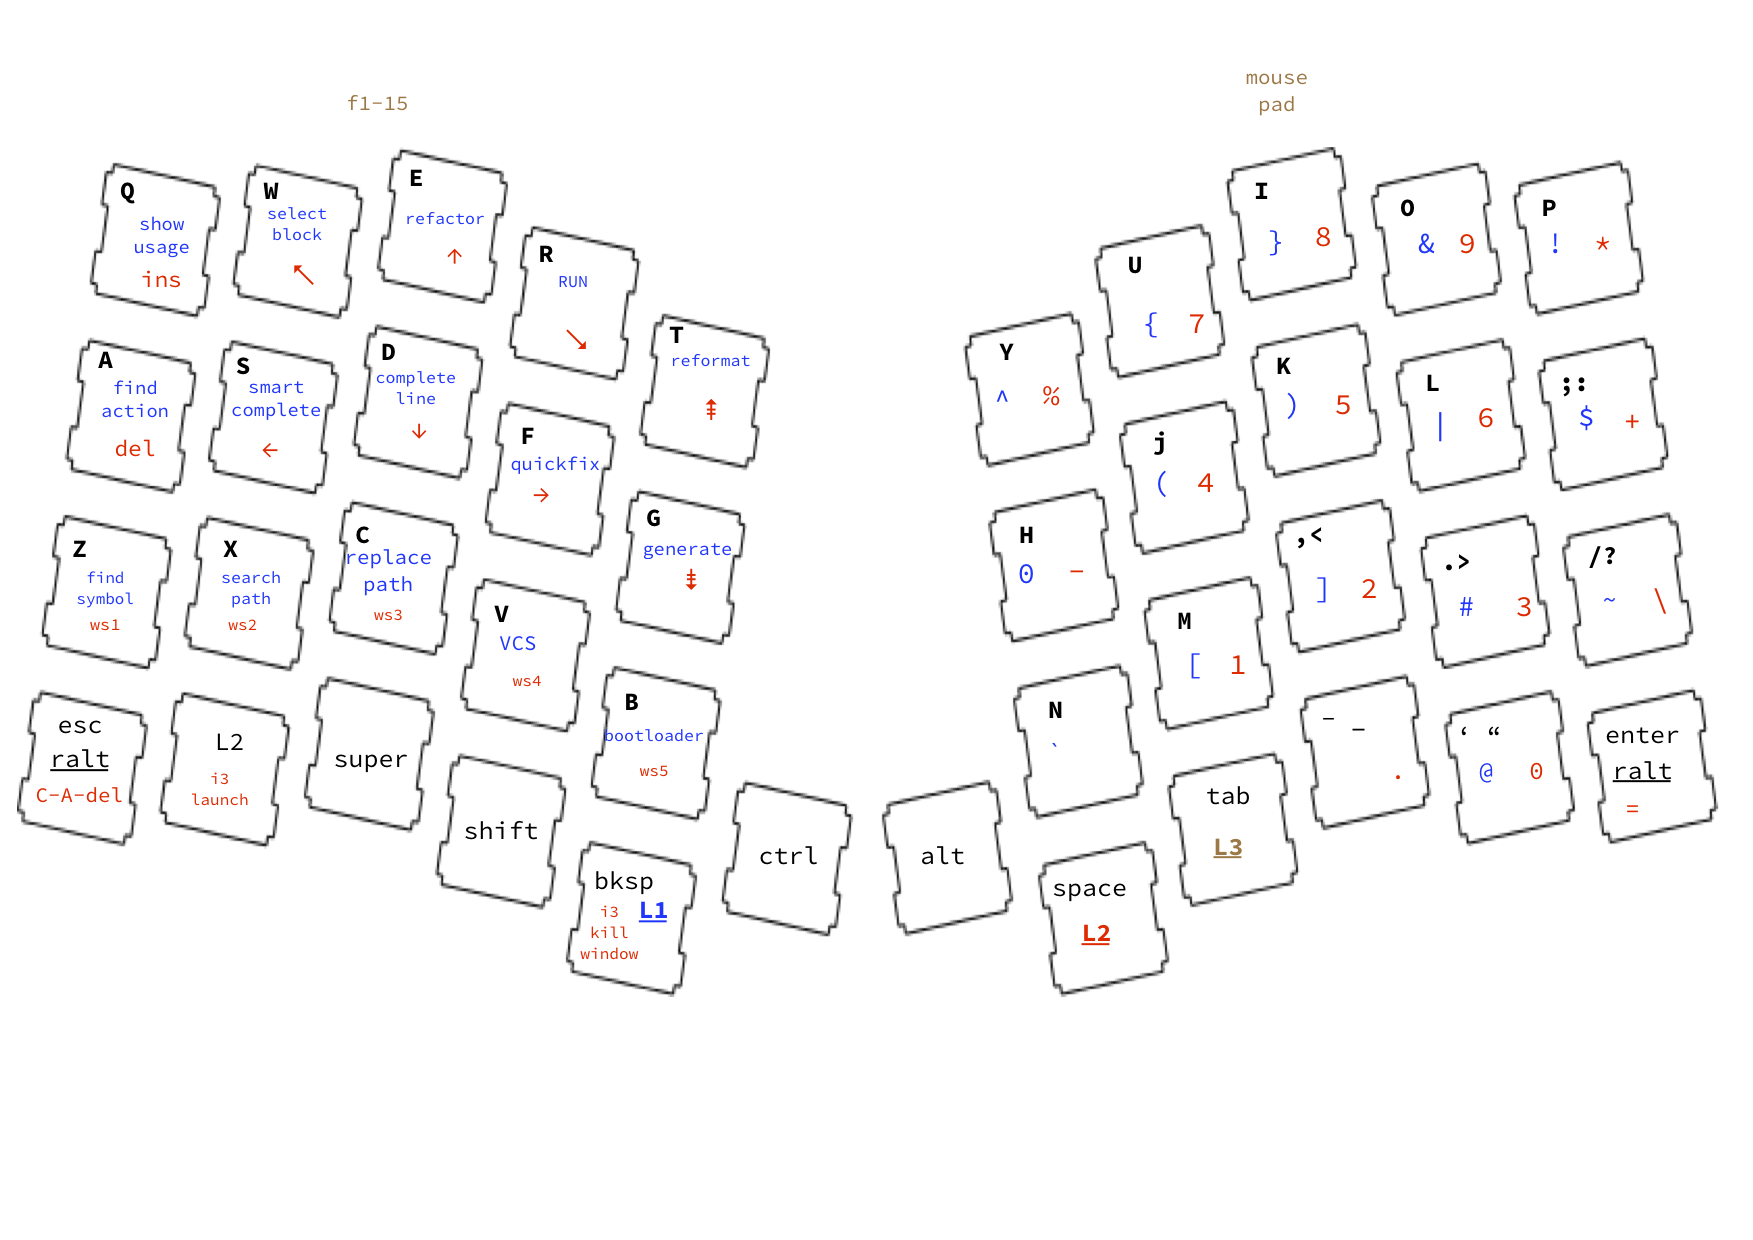 f1-15
mouse
pad
Q
show
usage
ins
W
select
block
↖
E
refactor
↑
R
RUN
↘
T
reformat
⇞
Y
^ %
U
{ 7
I
} 8
O
& 9
P
! *
A
find
action
del
S
smart
complete
←
D
complete
line
↓
F
quickfix
→
G
generate
⇟
H
0 −
j
( 4
K
) 5
L
| 6
;:
$ +
Z
find
symbol
ws1
X
search
path
ws2
C
replace
path
ws3
V
VCS
ws4
B
bootloader
ws5
N
`
M
[ 1
,<
] 2
.>
# 3
/?
~ \
esc
ralt
C-A-del
L2
i3
launch
super
shift
bksp
L1
i3
kill
window
ctrl
alt
space
L2
tab
L3
– _
.
‘ “
@ 0
enter
ralt
=